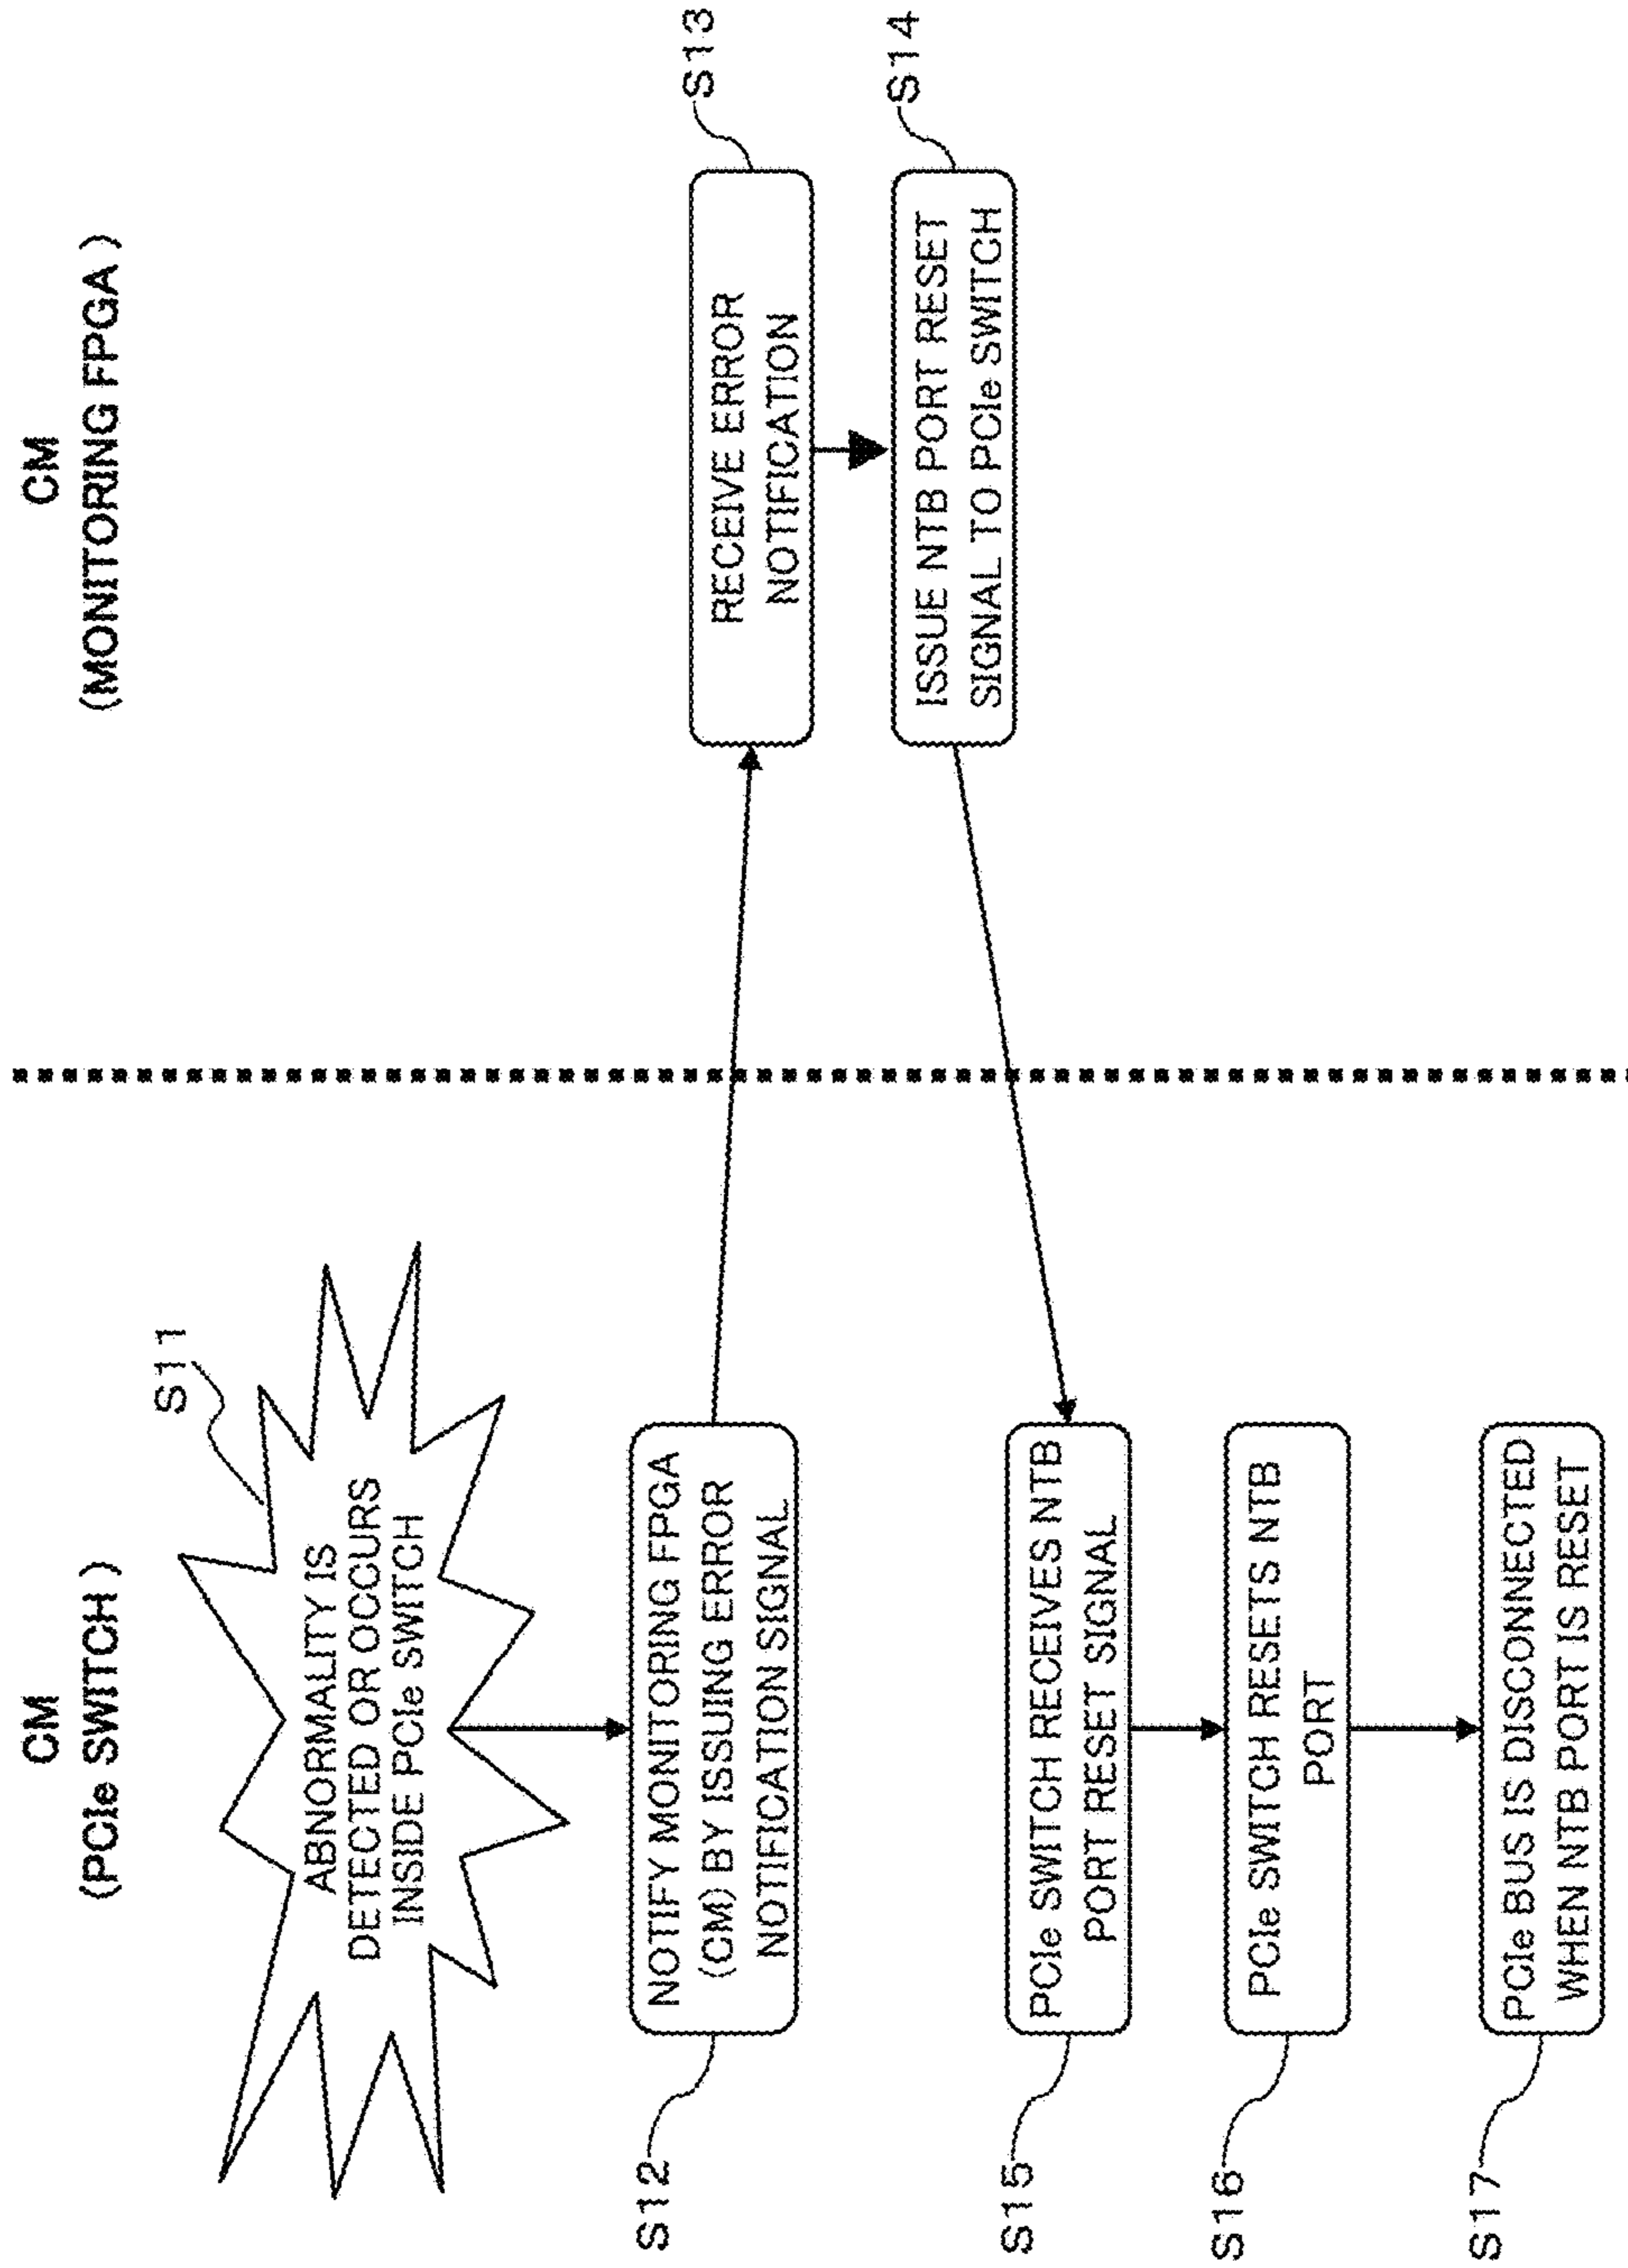 CM
(PCIe SWITCH )
CM
(MONITORING FPGA )
S11
ABNORMALITY IS
DETECTED OR OCCURS
INSIDE PCIe SWITCH
S12
NOTIFY MONITORING FPGA
(CM) BY ISSUING ERROR
NOTIFICATION SIGNAL
S13
RECEIVE ERROR
NOTIFICATION
S14
ISSUE NTB PORT RESET
SIGNAL TO PCIe SWITCH
S15
PCIe SWITCH RECEIVES NTB
PORT RESET SIGNAL
S16
PCIe SWITCH RESETS NTB
PORT
S17
PCIe BUS IS DISCONNECTED
WHEN NTB PORT IS RESET